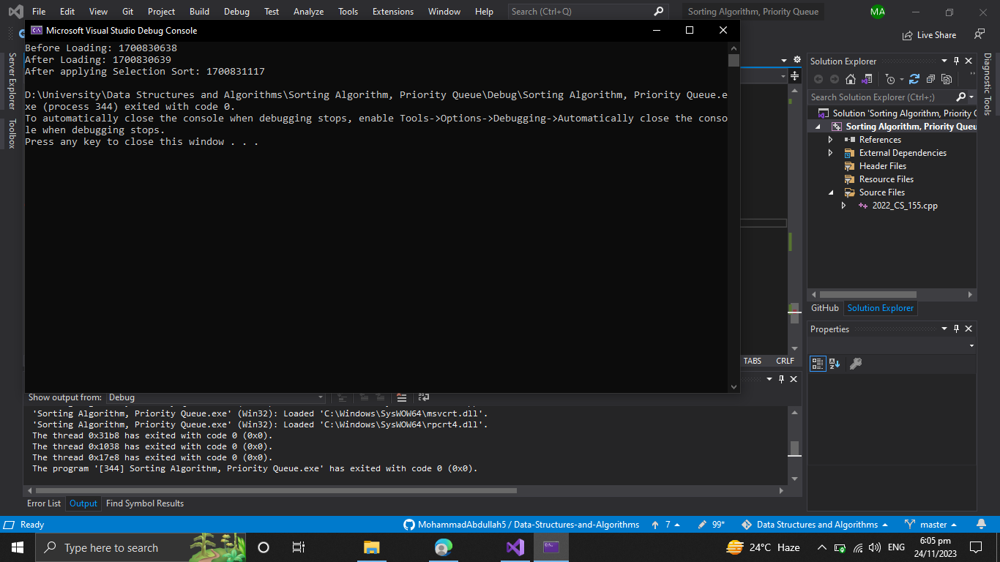 File Edit View Git Project Build Debug Test Analyze Tools Extensions Window Help Search (Ctrl+Q) Sorting Algorithm, Priority Queue MA
Live Share
Microsoft Visual Studio Debug Console
Before Loading: 1700830638
After Loading: 1700830639
After applying Selection Sort: 1700831117
D:\University\Data Structures and Algorithms\Sorting Algorithm, Priority Queue\Debug\Sorting Algorithm, Priority Queue.e
xe (process 344) exited with code 0.
To automatically close the console when debugging stops, enable Tools->Options->Debugging->Automatically close the conso
le when debugging stops.
Press any key to close this window . . .
Server Explorer
Toolbox
Solution Explorer
Search Solution Explorer (Ctrl+;)
Solution 'Sorting Algorithm, Priority
Sorting Algorithm, Priority Queu
References
External Dependencies
Header Files
Resource Files
Source Files
2022_CS_155.cpp
GitHub Solution Explorer
Diagnostic Tools
Properties
TABS CRLF
Show output from: Debug
'Sorting Algorithm, Priority Queue.exe' (Win32): Loaded 'C:\Windows\SysWOW64\msvcrt.dll'.
'Sorting Algorithm, Priority Queue.exe' (Win32): Loaded 'C:\Windows\SysWOW64\rpcrt4.dll'.
The thread 0x31b8 has exited with code 0 (0x0).
The thread 0x1038 has exited with code 0 (0x0).
The thread 0x17e8 has exited with code 0 (0x0).
The program '[344] Sorting Algorithm, Priority Queue.exe' has exited with code 0 (0x0).
Error List Output Find Symbol Results
Ready MohammadAbdullah5 / Data-Structures-and-Algorithms 7 99* Data Structures and Algorithms master
Type here to search 24°C Haze ENG 6:05 pm
24/11/2023